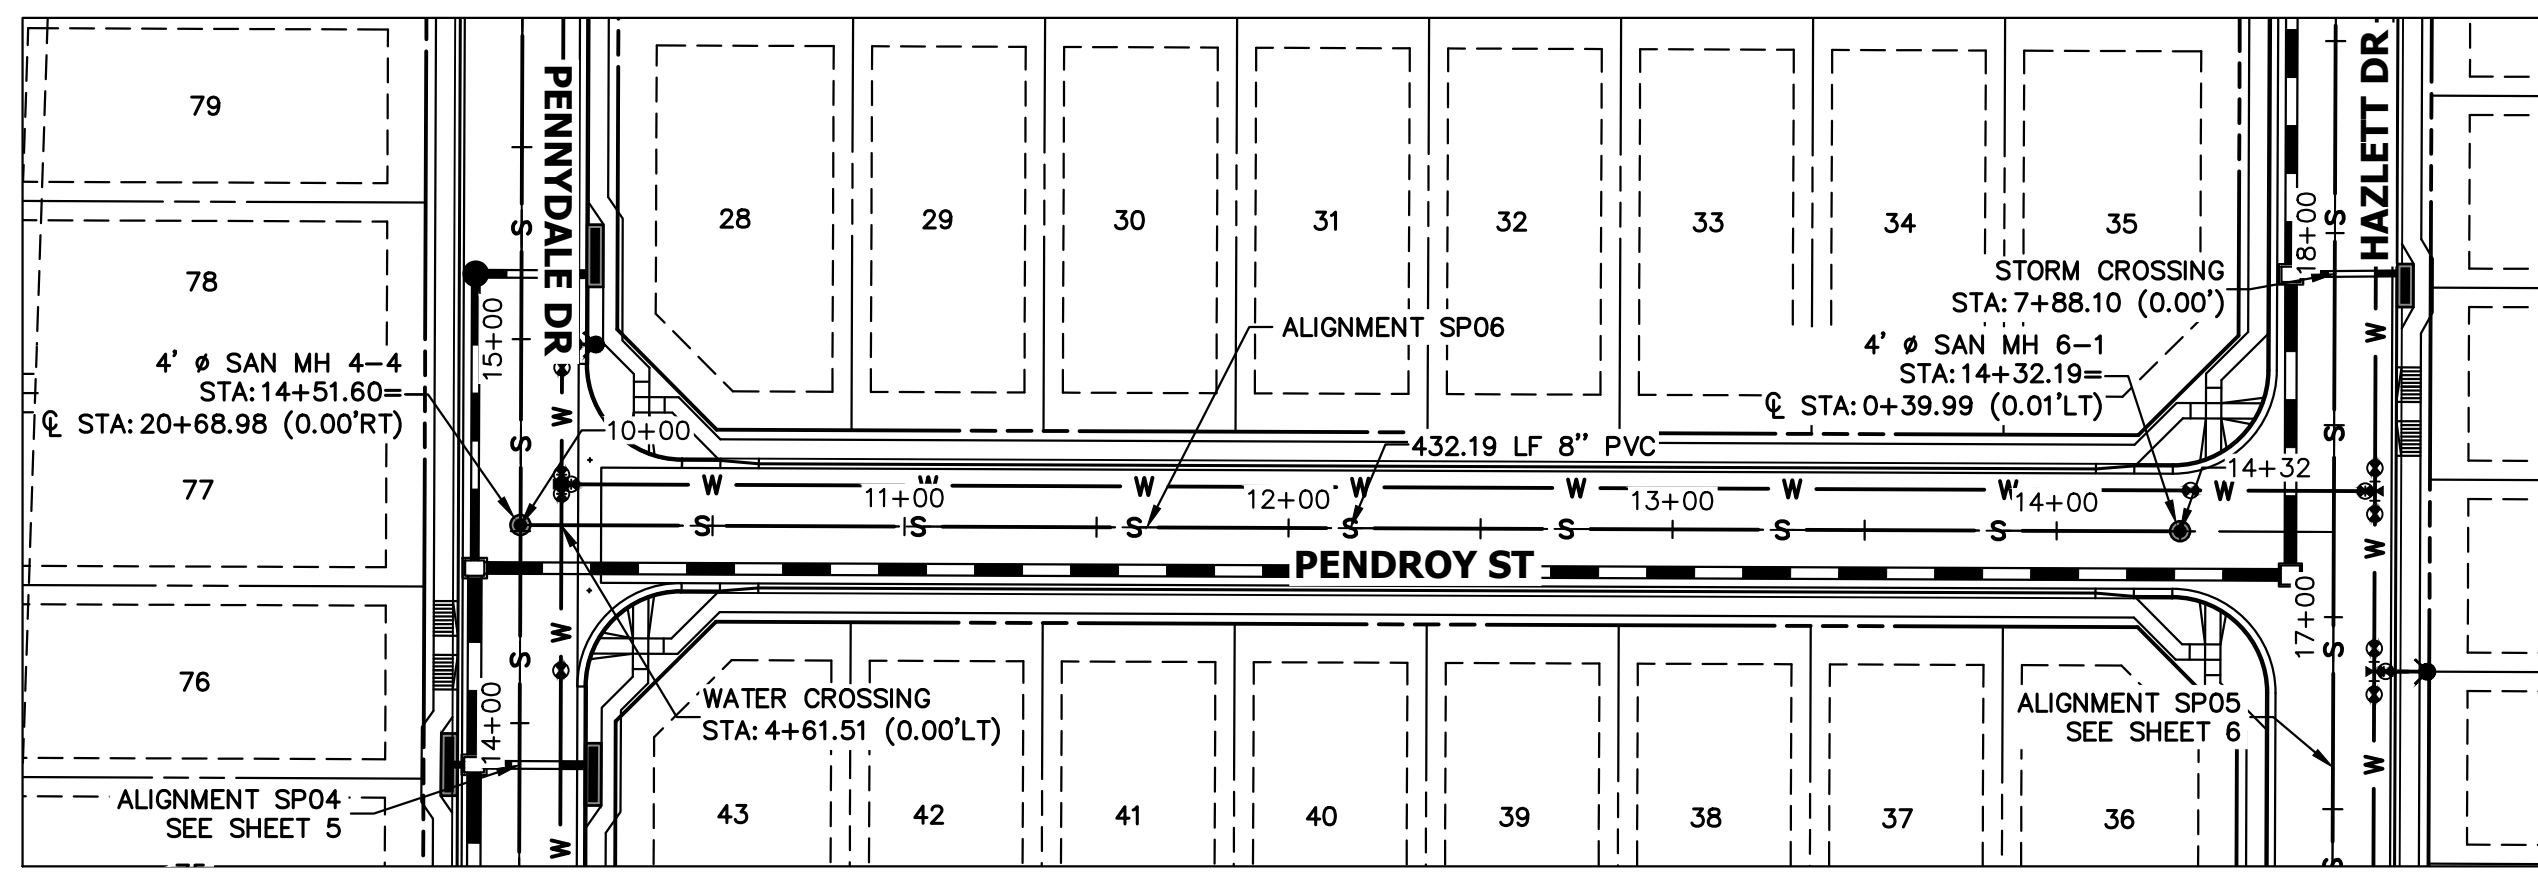 79
78
77
76
PENNYDALE DR
15+00
14+00
4' ø SAN MH 4-4
STA:14+51.60=
℄ STA:20+68.98 (0.00'RT)
10+00
28
29
30
31
32
33
34
35
ALIGNMENT SP06
432.19 LF 8" PVC
STORM CROSSING
STA:7+88.10 (0.00')
4' ø SAN MH 6-1
STA:14+32.19=
℄ STA:0+39.99 (0.01'LT)
HAZLETT DR
18+00
17+00
14+32
W W W W W W W W
11+00
12+00
13+00
14+00
S S S S S S S
PENDROY ST
S
S
S
W
W
W
S
S
S
S
W
W
W
WATER CROSSING
STA:4+61.51 (0.00'LT)
ALIGNMENT SP04
SEE SHEET 5
ALIGNMENT SP05
SEE SHEET 6
43
42
41
40
39
38
37
36